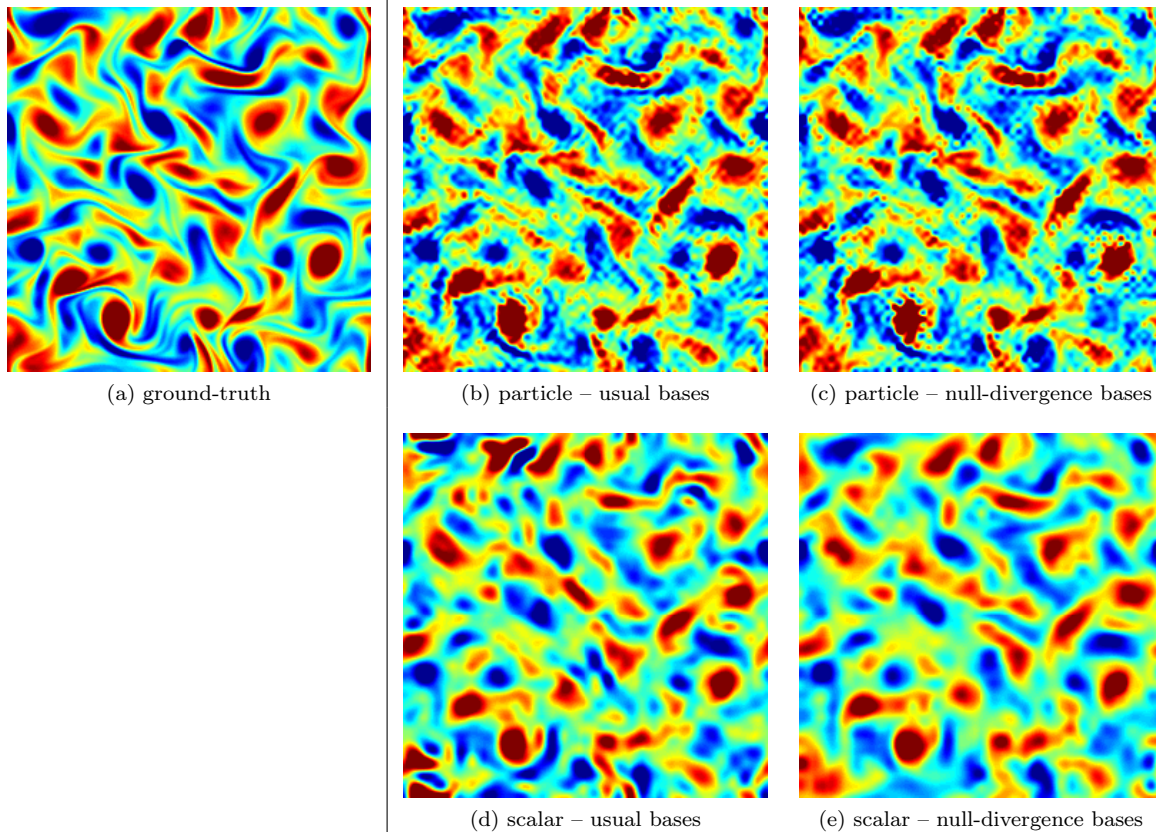 (a) ground-truth
(b) particle – usual bases
(c) particle – null-divergence bases
(d) scalar – usual bases
(e) scalar – null-divergence bases